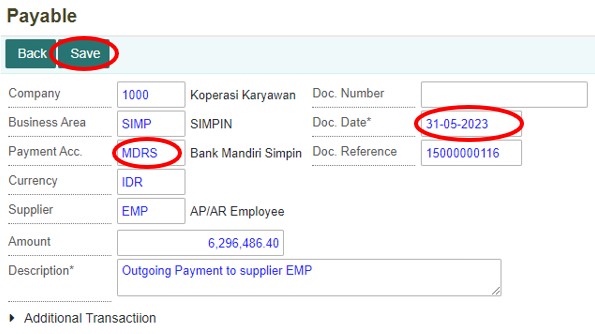 Payable
Back Save
Company 1000 Koperasi Karyawan Doc. Number
Business Area SIMP SIMPIN Doc. Date* 31-05-2023
Payment Acc. MDRS Bank Mandiri Simpin Doc. Reference 15000000116
Currency IDR
Supplier EMP AP/AR Employee
Amount 6,296,486.40
Description* Outgoing Payment to supplier EMP
Additional Transactiion